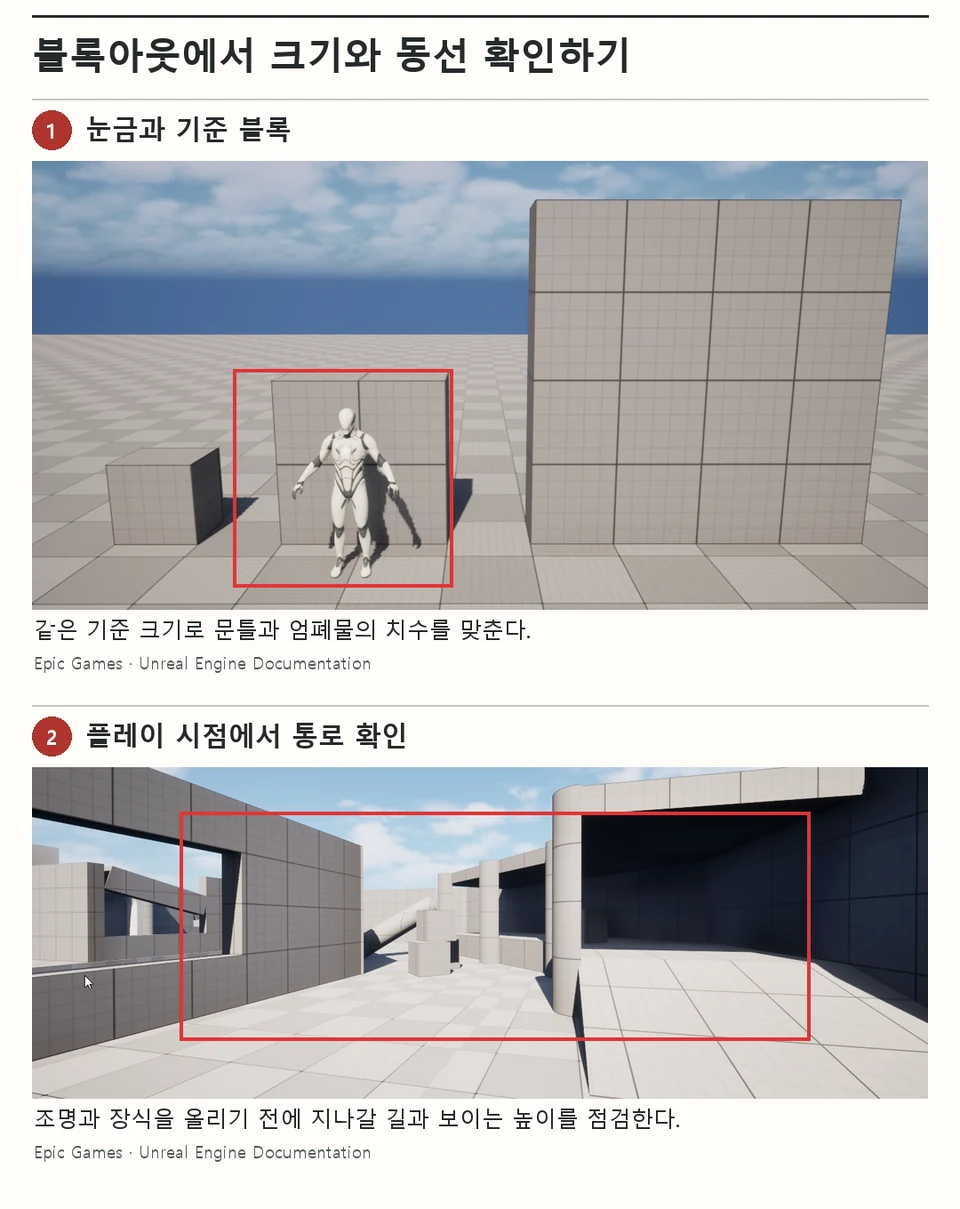 블록아웃에서 크기와 동선 확인하기
1 눈금과 기준 블록
같은 기준 크기로 문틀과 엄폐물의 치수를 맞춘다.
Epic Games · Unreal Engine Documentation
2 플레이 시점에서 통로 확인
조명과 장식을 올리기 전에 지나갈 길과 보이는 높이를 점검한다.
Epic Games · Unreal Engine Documentation